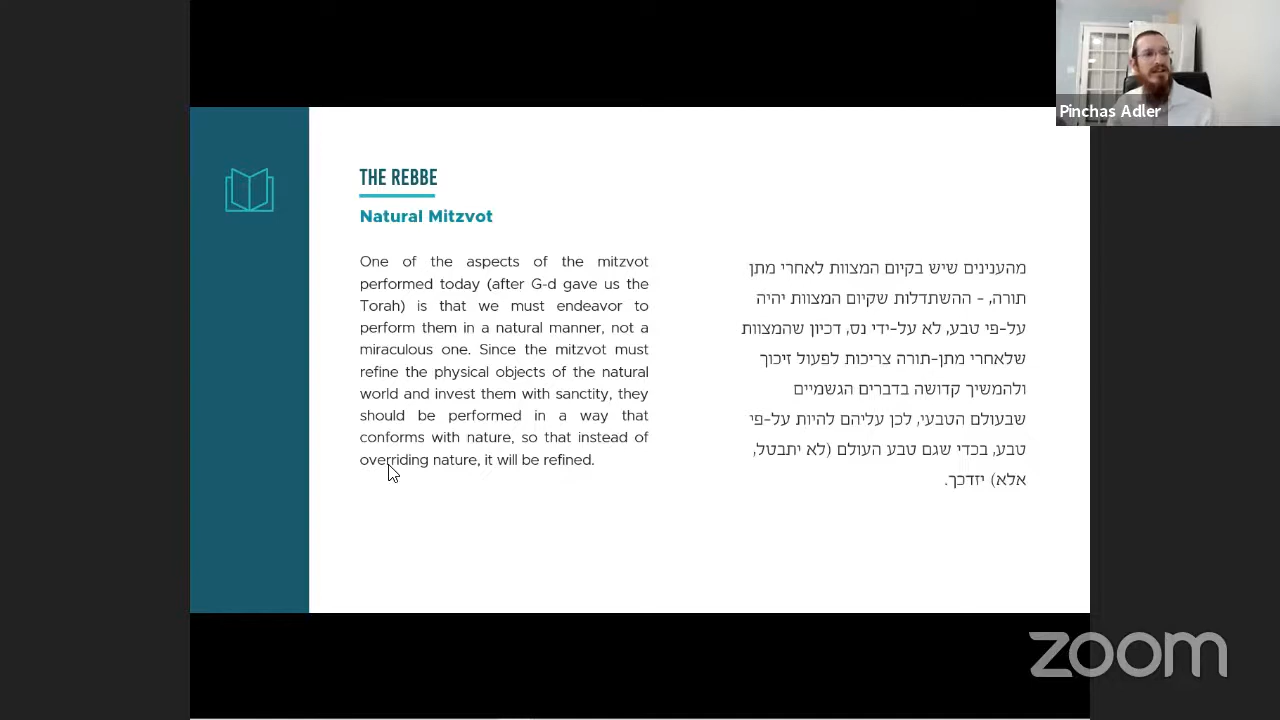 Pinchas Adler
THE REBBE
Natural Mitzvot
One of the aspects of the mitzvot
performed today (after G-d gave us the
Torah) is that we must endeavor to
perform them in a natural manner, not a
miraculous one. Since the mitzvot must
refine the physical objects of the natural
world and invest them with sanctity, they
should be performed in a way that
conforms with nature, so that instead of
overriding nature, it will be refined.
מהענינים שיש בקיום המצוות לאחרי מתן
תורה, - ההשתדלות שקיום המצוות יהיה
על-פי טבע, לא על-ידי נס, דכיון שהמצוות
שלאחרי מתן-תורה צריכות לפעול זיכוך
ולהמשיך קדושה בדברים הגשמיים
שבעולם הטבעי, לכן עליהם להיות על-פי
טבע, בכדי שגם טבע העולם (לא יתבטל,
אלא) יזדכך.
zoom